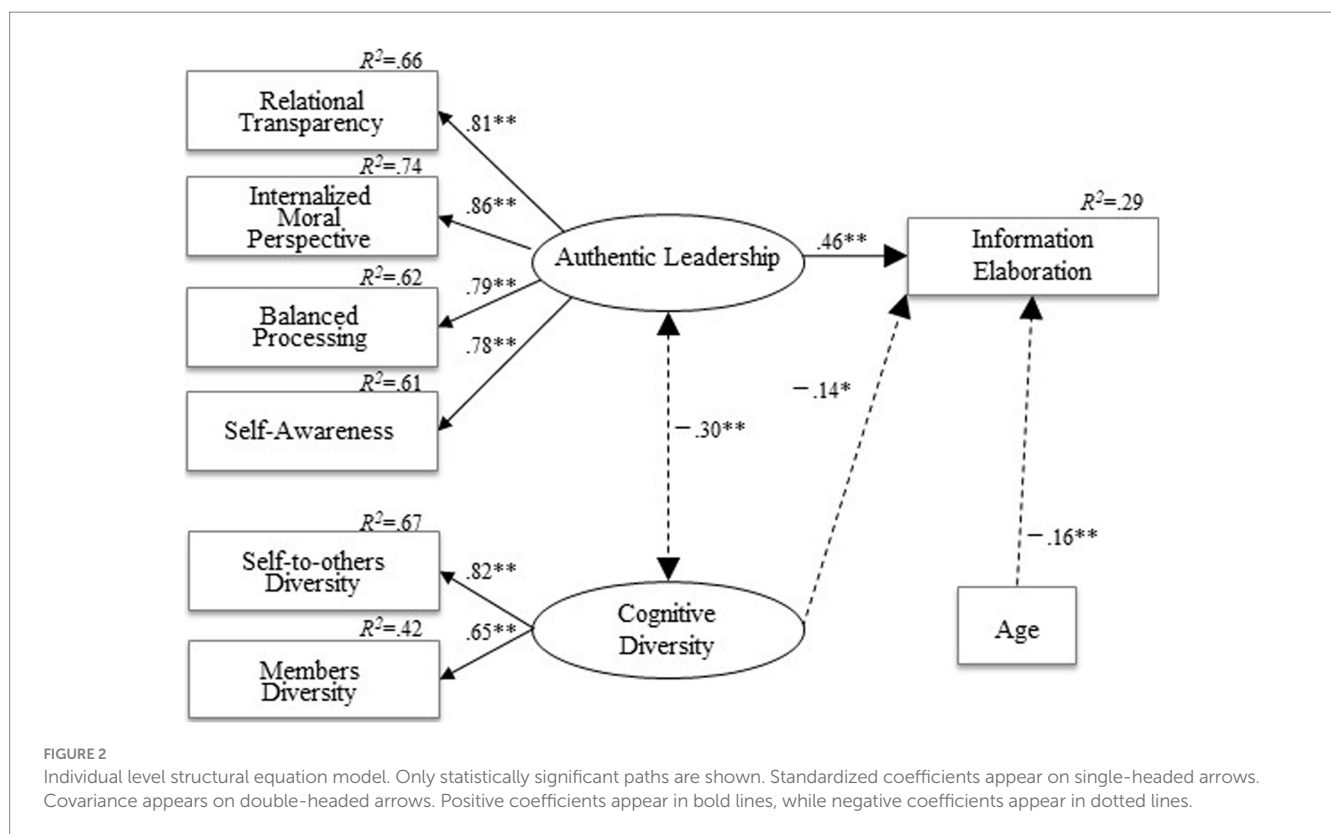 R²=.66
Relational
Transparency
.81**
R²=.74
Internalized
Moral
Perspective
.86**
R²=.62
Balanced
Processing
.79**
R²=.61
Self-Awareness
.78**
Authentic Leadership
.46**
R²=.29
Information
Elaboration
–.30**
–.14*
–.16**
R²=.67
Self-to-others
Diversity
.82**
R²=.42
Members
Diversity
.65**
Cognitive
Diversity
Age
FIGURE 2
Individual level structural equation model. Only statistically significant paths are shown. Standardized coefficients appear on single-headed arrows.
Covariance appears on double-headed arrows. Positive coefficients appear in bold lines, while negative coefficients appear in dotted lines.